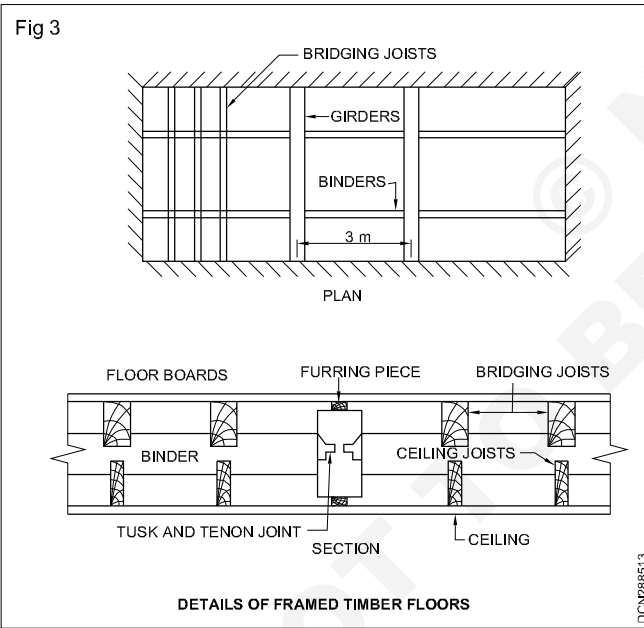 Fig 3
BRIDGING JOISTS
GIRDERS
BINDERS
3 m
PLAN
FLOOR BOARDS
FURRING PIECE
BRIDGING JOISTS
BINDER
CEILING JOISTS
TUSK AND TENON JOINT
SECTION
CEILING
DETAILS OF FRAMED TIMBER FLOORS
DCN288513